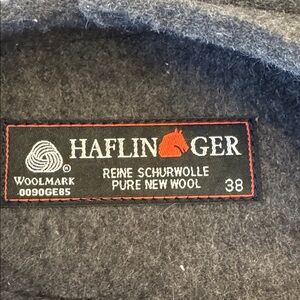 HAFLINGER
WOOLMARK
0090GE85
REINE SCHURWOLLE
PURE NEW WOOL
38